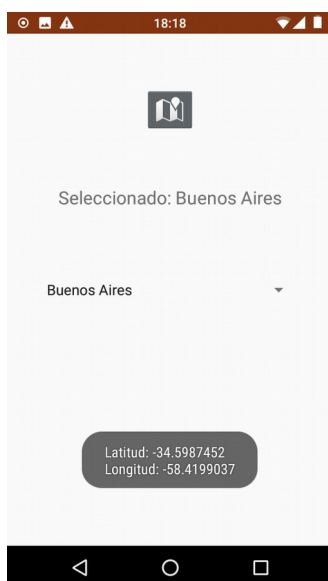 18:18
Seleccionado: Buenos Aires
Buenos Aires
Latitud: -34.5987452
Longitud: -58.4199037